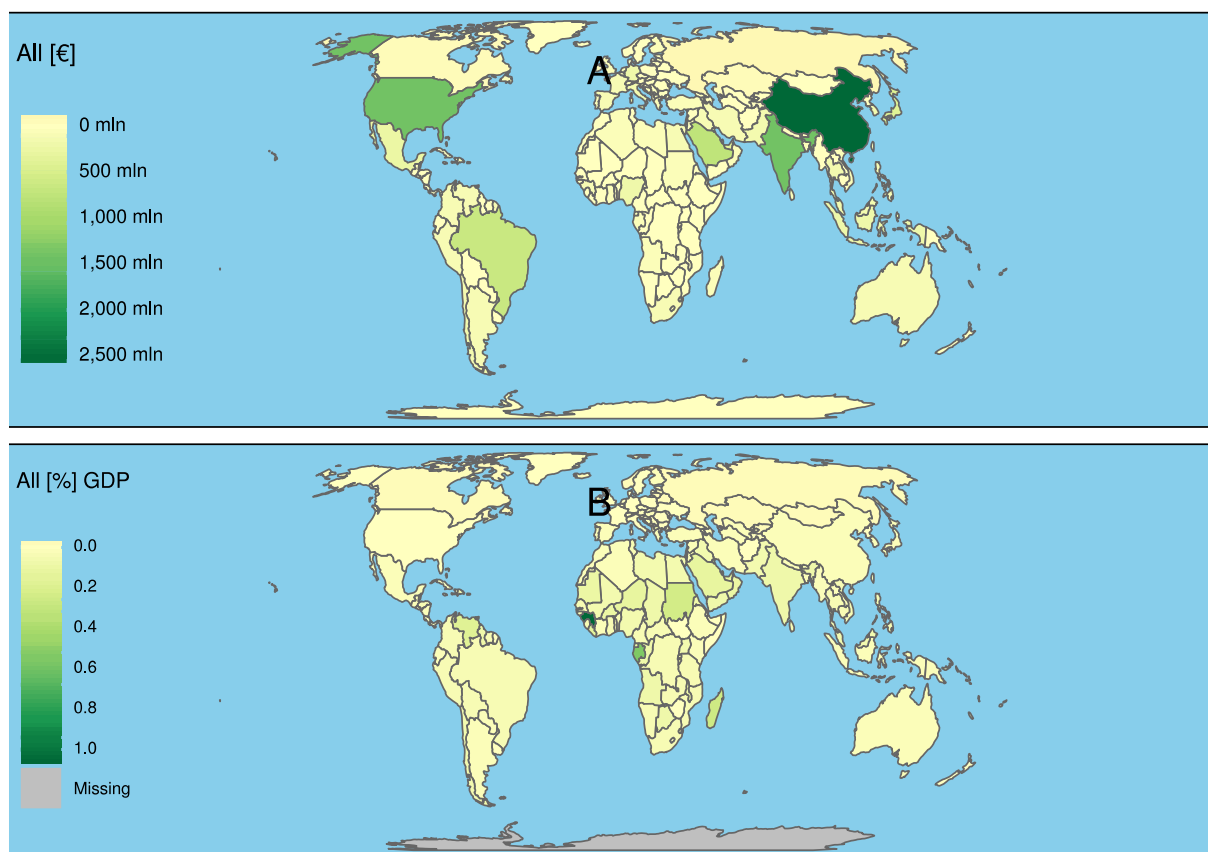 All [€]
A
0 mln
500 mln
1,000 mln
1,500 mln
2,000 mln
2,500 mln
All [%] GDP
B
0.0
0.2
0.4
0.6
0.8
1.0
Missing